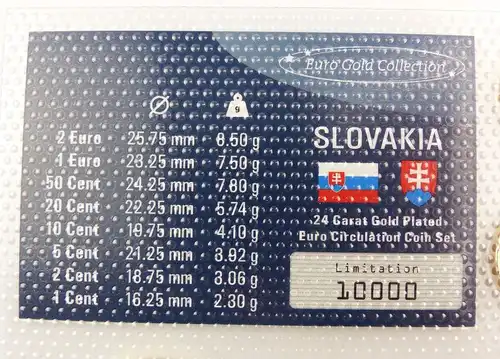 Euro Gold Collection
g
2 Euro 25.75 mm 8.50 g
1 Euro 23.25 mm 7.50 g
50 Cent 24.25 mm 7.80 g
20 Cent 22.25 mm 5.74 g
10 Cent 19.75 mm 4.10 g
5 Cent 21.25 mm 3.92 g
2 Cent 18.75 mm 3.06 g
1 Cent 16.25 mm 2.30 g
SLOVAKIA
24 Carat Gold Plated
Euro Circulation Coin Set
Limitation
10000